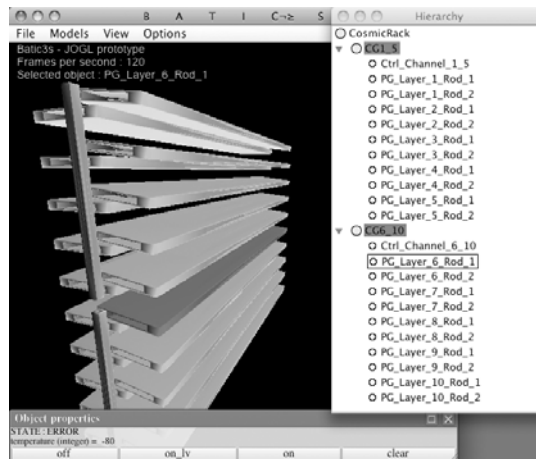 B A T I C¬≥ S
File Models View Options
Batic3s - JOGL prototype
Frames per second : 120
Selected object : PG_Layer_6_Rod_1
Object properties
STATE : ERROR
temperature (integer) = -80
off on_lv on clear
Hierarchy
CosmicRack
CG1_5
Ctrl_Channel_1_5
PG_Layer_1_Rod_1
PG_Layer_1_Rod_2
PG_Layer_2_Rod_1
PG_Layer_2_Rod_2
PG_Layer_3_Rod_1
PG_Layer_3_Rod_2
PG_Layer_4_Rod_1
PG_Layer_4_Rod_2
PG_Layer_5_Rod_1
PG_Layer_5_Rod_2
CG6_10
Ctrl_Channel_6_10
PG_Layer_6_Rod_1
PG_Layer_6_Rod_2
PG_Layer_7_Rod_1
PG_Layer_7_Rod_2
PG_Layer_8_Rod_1
PG_Layer_8_Rod_2
PG_Layer_9_Rod_1
PG_Layer_9_Rod_2
PG_Layer_10_Rod_1
PG_Layer_10_Rod_2